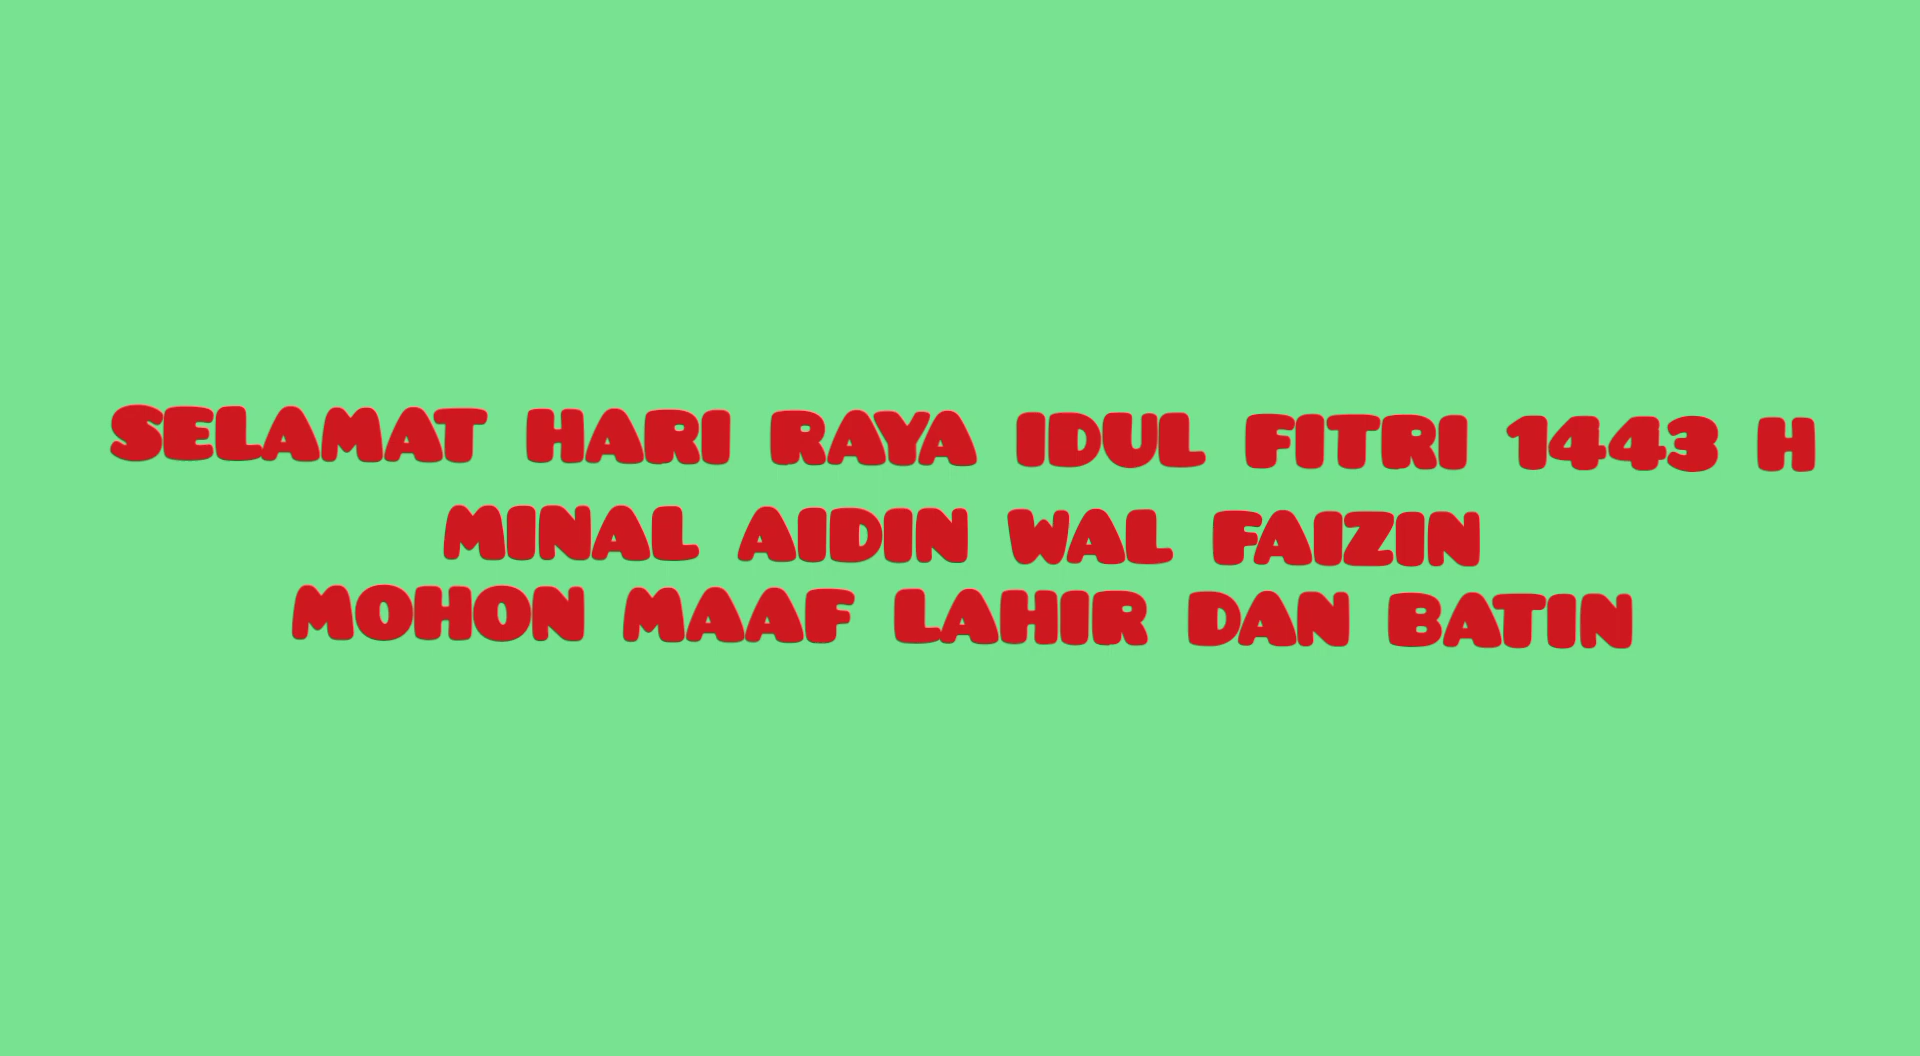 SELAMAT HARI RAYA IDUL FITRI 1443 H
MINAL AIDIN WAL FAIZIN
MOHON MAAF LAHIR DAN BATIN